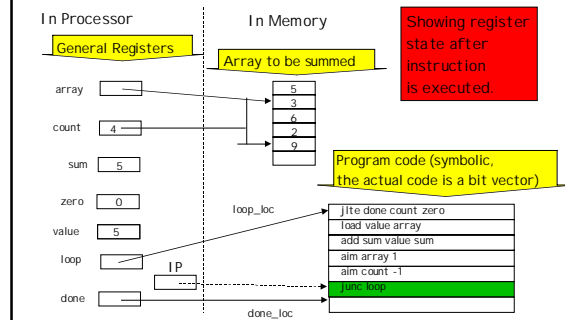 In Processor
In Memory
Showing register
state after
instruction
is executed.
General Registers
Array to be summed
array
5
3
6
2
9
count
4
sum
5
Program code (symbolic,
the actual code is a bit vector)
zero
0
value
5
loop
loop_loc
IP
jlte done count zero
load value array
add sum value sum
aim array 1
aim count -1
junc loop
done
done_loc